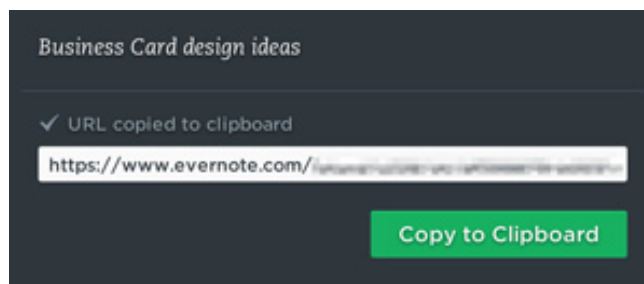 Business Card design ideas
URL copied to clipboard
https://www.evernote.com/
Copy to Clipboard